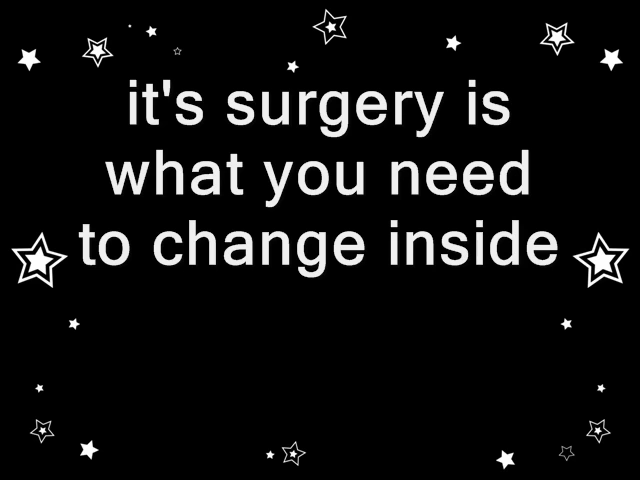 it's surgery is
what you need
to change inside